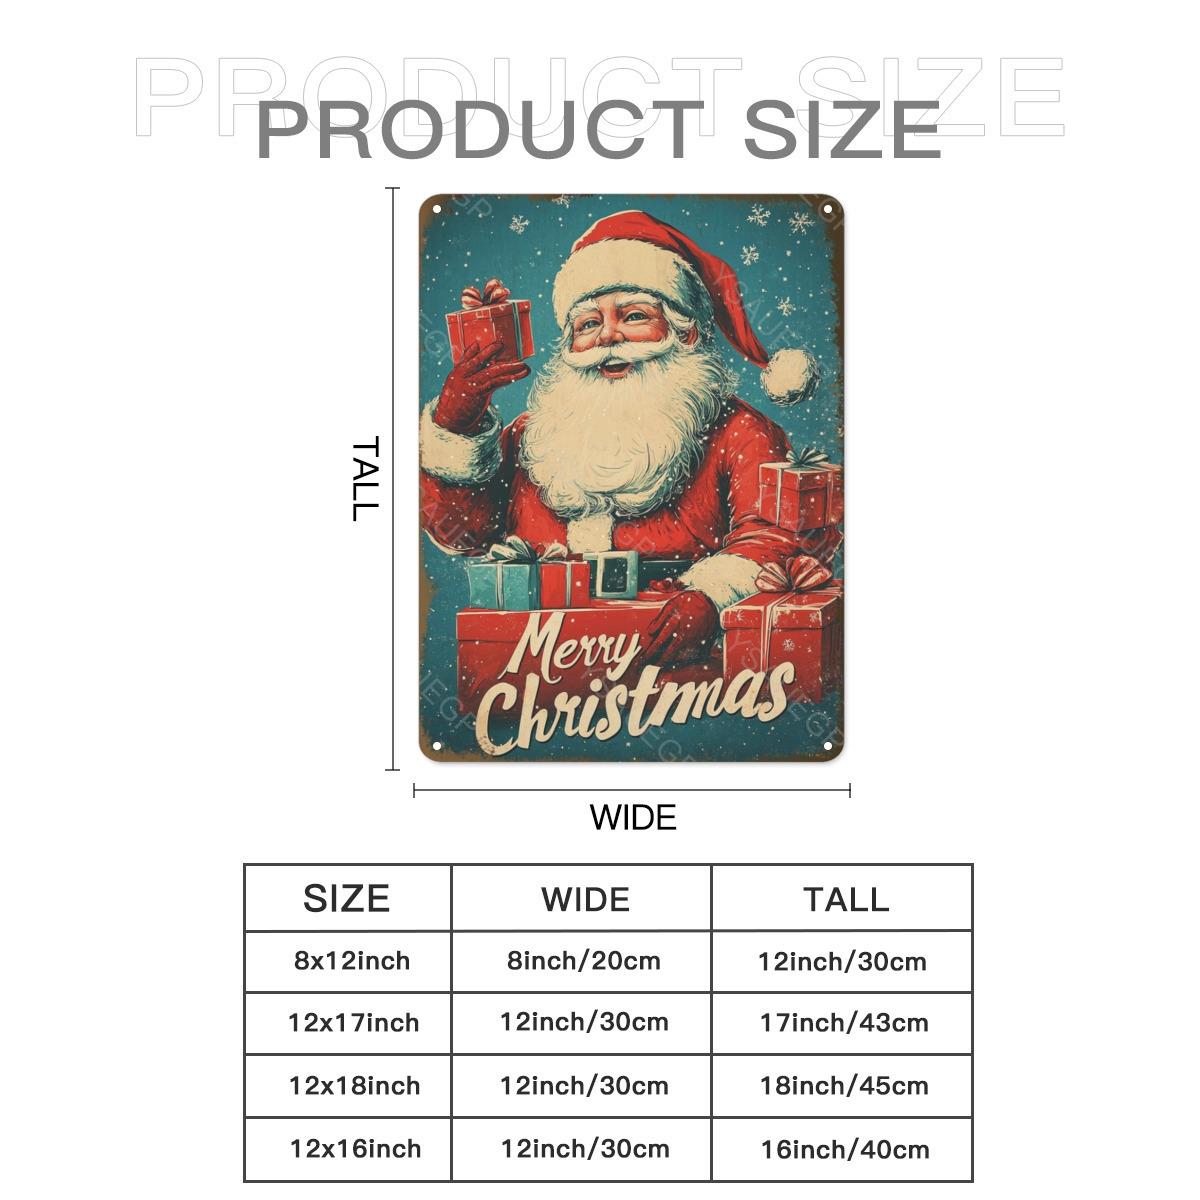 PRODUCT SIZE
PRODUCT SIZE
TALL
Merry
Christmas
WIDE
SIZE WIDE TALL
8x12inch 8inch/20cm 12inch/30cm
12x17inch 12inch/30cm 17inch/43cm
12x18inch 12inch/30cm 18inch/45cm
12x16inch 12inch/30cm 16inch/40cm